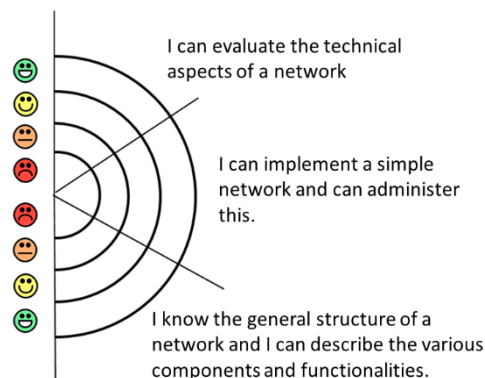 I can evaluate the technical
aspects of a network
I can implement a simple
network and can administer
this.
I know the general structure of a
network and I can describe the various
components and functionalities.